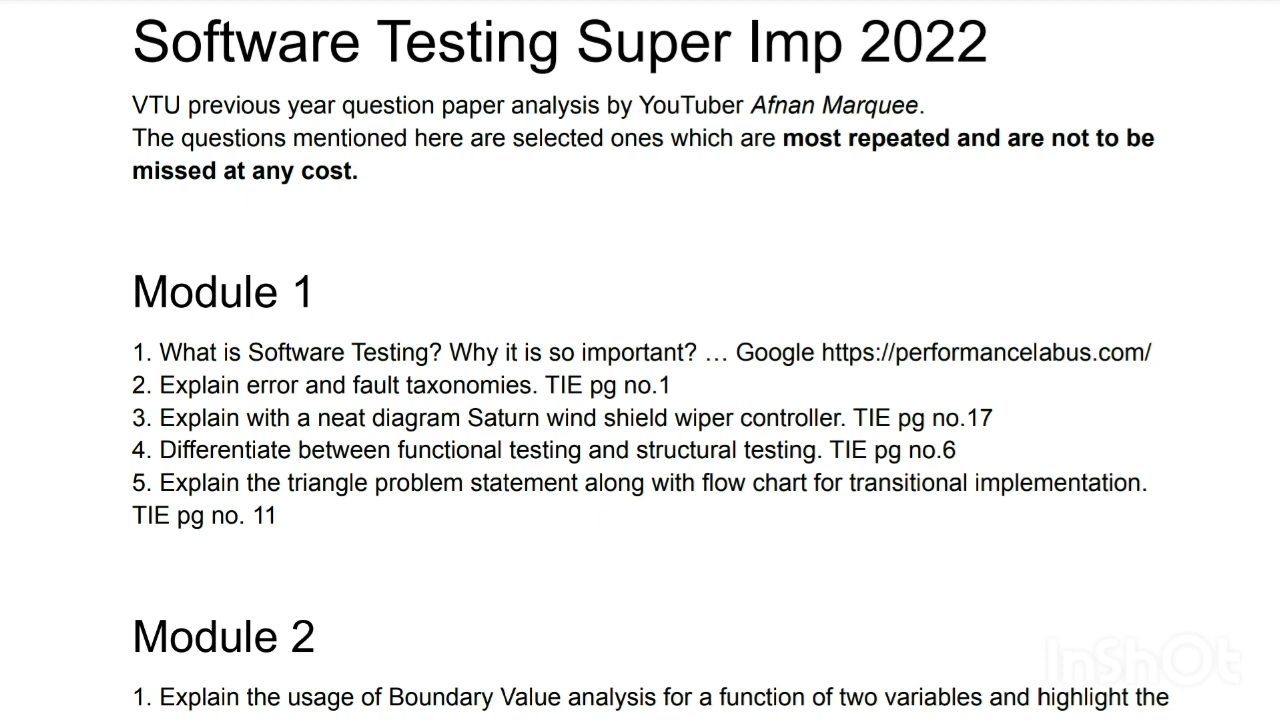 Software Testing Super Imp 2022
VTU previous year question paper analysis by YouTuber Afnan Marquee.
The questions mentioned here are selected ones which are most repeated and are not to be
missed at any cost.
Module 1
1. What is Software Testing? Why it is so important? … Google https://performancelabus.com/
2. Explain error and fault taxonomies. TIE pg no.1
3. Explain with a neat diagram Saturn wind shield wiper controller. TIE pg no.17
4. Differentiate between functional testing and structural testing. TIE pg no.6
5. Explain the triangle problem statement along with flow chart for transitional implementation.
TIE pg no. 11
Module 2
InShOt
1. Explain the usage of Boundary Value analysis for a function of two variables and highlight the